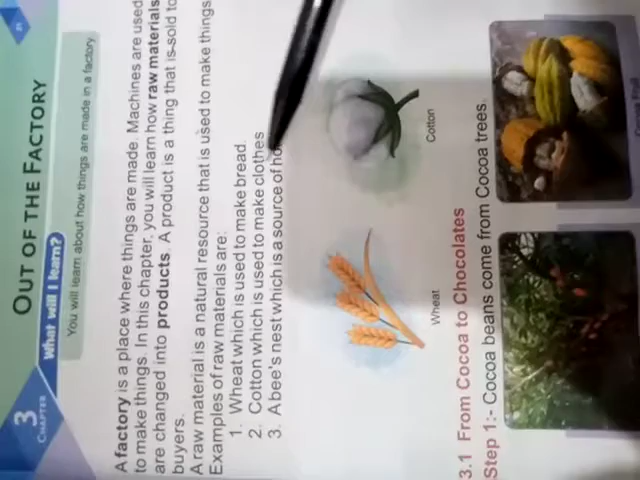 3
CHAPTER
OUT OF THE FACTORY
What will I learn?
You will learn about how things are made in a factory
A factory is a place where things are made. Machines are used
to make things. In this chapter, you will learn how raw materials
are changed into products. A product is a thing that is sold to
buyers.
A raw material is a natural resource that is used to make things
Examples of raw materials are:
1. Wheat which is used to make bread.
2. Cotton which is used to make clothes
3. A bee's nest which is a source of
Wheat
Cotton
3.1 From Cocoa to Chocolates
Step 1:- Cocoa beans come from Cocoa trees.